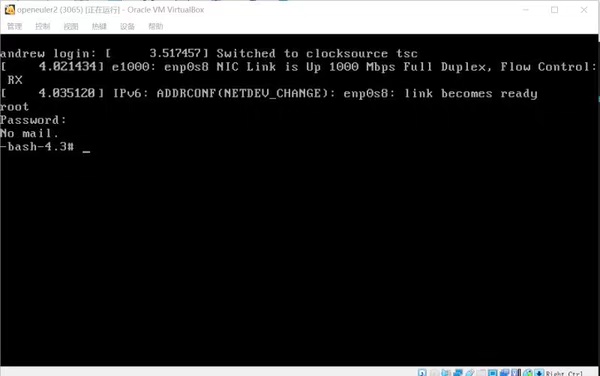 openeuler2 (3065) [正在运行] - Oracle VM VirtualBox
管理 控制 视图 热键 设备 帮助
andrew login: [    3.517457] Switched to clocksource tsc
[    4.021434] e1000: enp0s8 NIC Link is Up 1000 Mbps Full Duplex, Flow Control:
RX
[    4.035120] IPv6: ADDRCONF(NETDEV_CHANGE): enp0s8: link becomes ready
root
Password:
No mail.
-bash-4.3# _
Right Ctrl